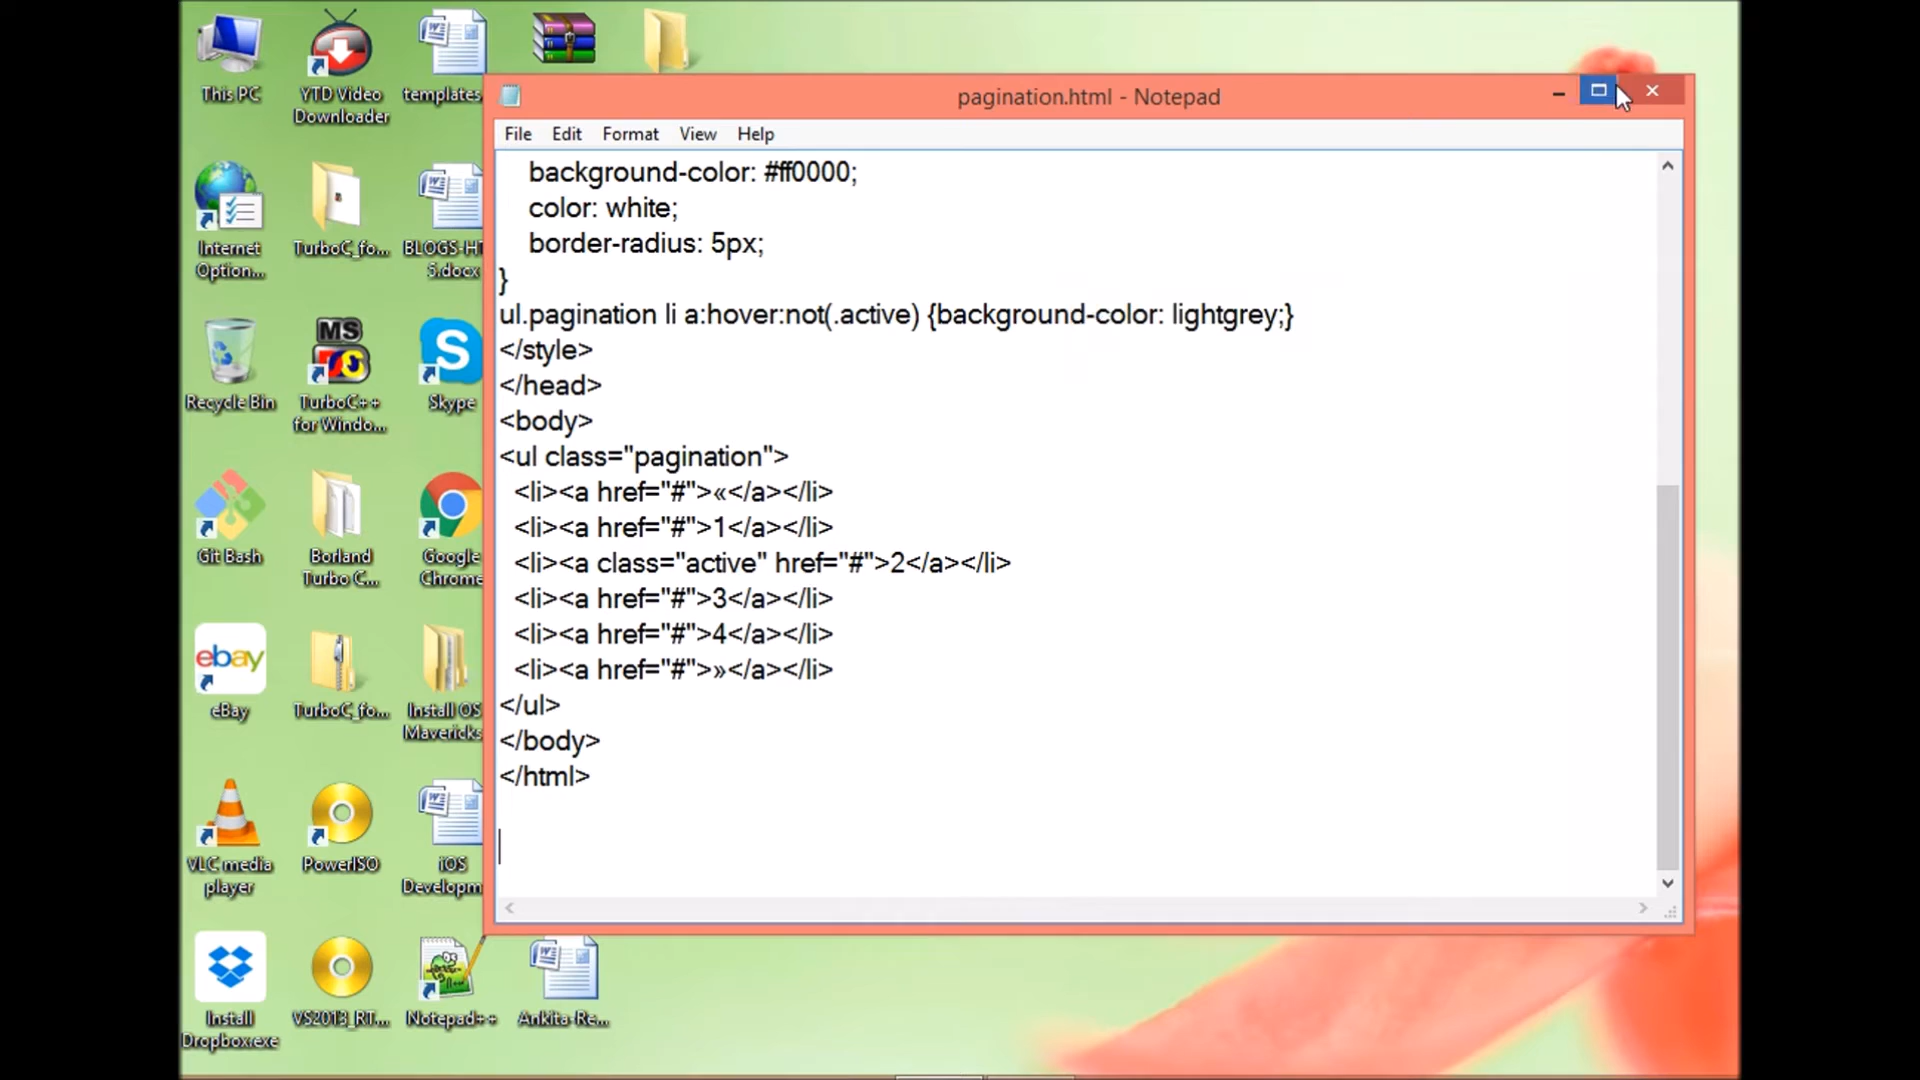 This PC
YTD Video
Downloader
templates
Internet
Option...
TurboC_fo...
BLOGS-HT
5.docx
Recycle Bin
MS
TurboC++
for Windo...
Skype
Git Bash
Borland
Turbo C...
Google
Chrome
ebay
eBay
TurboC_fo...
Install OS
Mavericks
VLC media
player
PowerISO
iOS
Developm
Install
Dropbox.exe
VS2013_RT...
Notepad++
Ankita-Re...
pagination.html - Notepad
File Edit Format View Help
background-color: #ff0000;
color: white;
border-radius: 5px;
}
ul.pagination li a:hover:not(.active) {background-color: lightgrey;}
</style>
</head>
<body>
<ul class="pagination">
<li><a href="#">«</a></li>
<li><a href="#">1</a></li>
<li><a class="active" href="#">2</a></li>
<li><a href="#">3</a></li>
<li><a href="#">4</a></li>
<li><a href="#">»</a></li>
</ul>
</body>
</html>